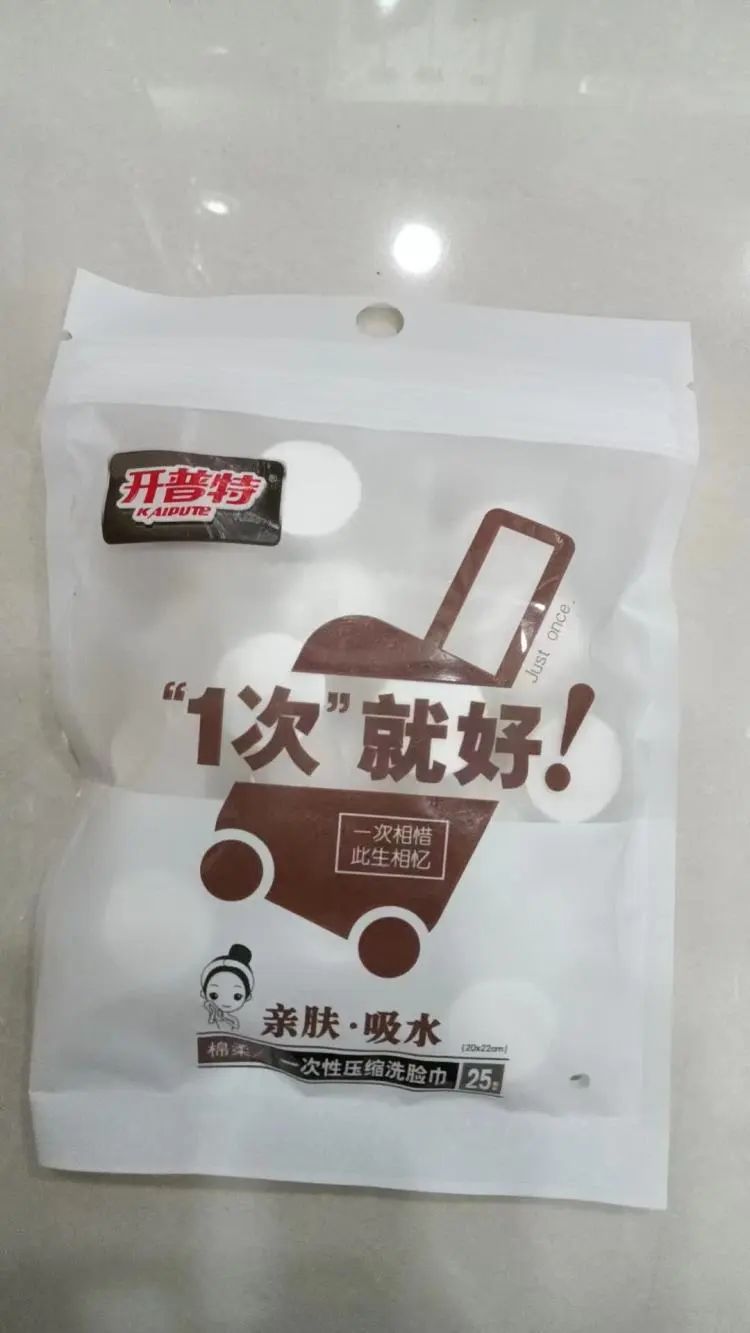 开普特®
KAIPUTE
Just once.
“1次”就好!
一次相惜
此生相忆
亲肤·吸水
(20x22cm)
棉柔 一次性压缩洗脸巾 25